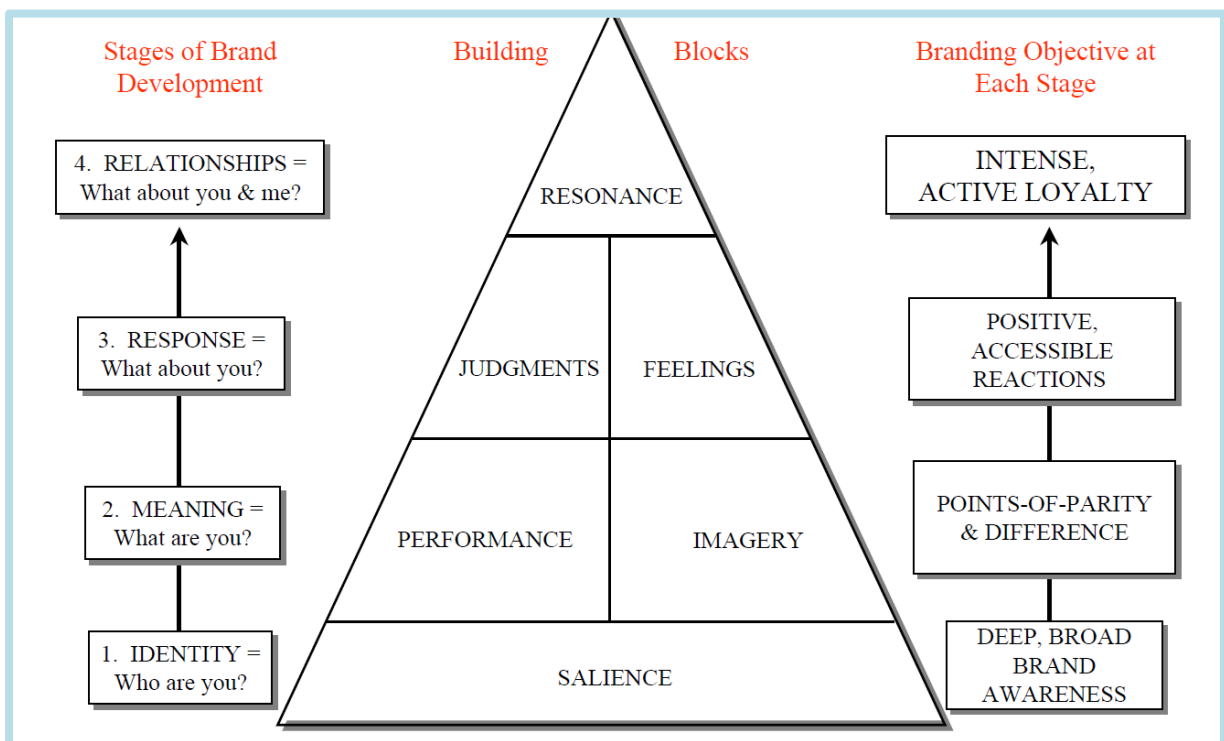 Stages of Brand
Development
Building
Blocks
Branding Objective at
Each Stage
4. RELATIONSHIPS =
What about you & me?
3. RESPONSE =
What about you?
2. MEANING =
What are you?
1. IDENTITY =
Who are you?
RESONANCE
JUDGMENTS
FEELINGS
PERFORMANCE
IMAGERY
SALIENCE
INTENSE,
ACTIVE LOYALTY
POSITIVE,
ACCESSIBLE
REACTIONS
POINTS-OF-PARITY
& DIFFERENCE
DEEP, BROAD
BRAND
AWARENESS